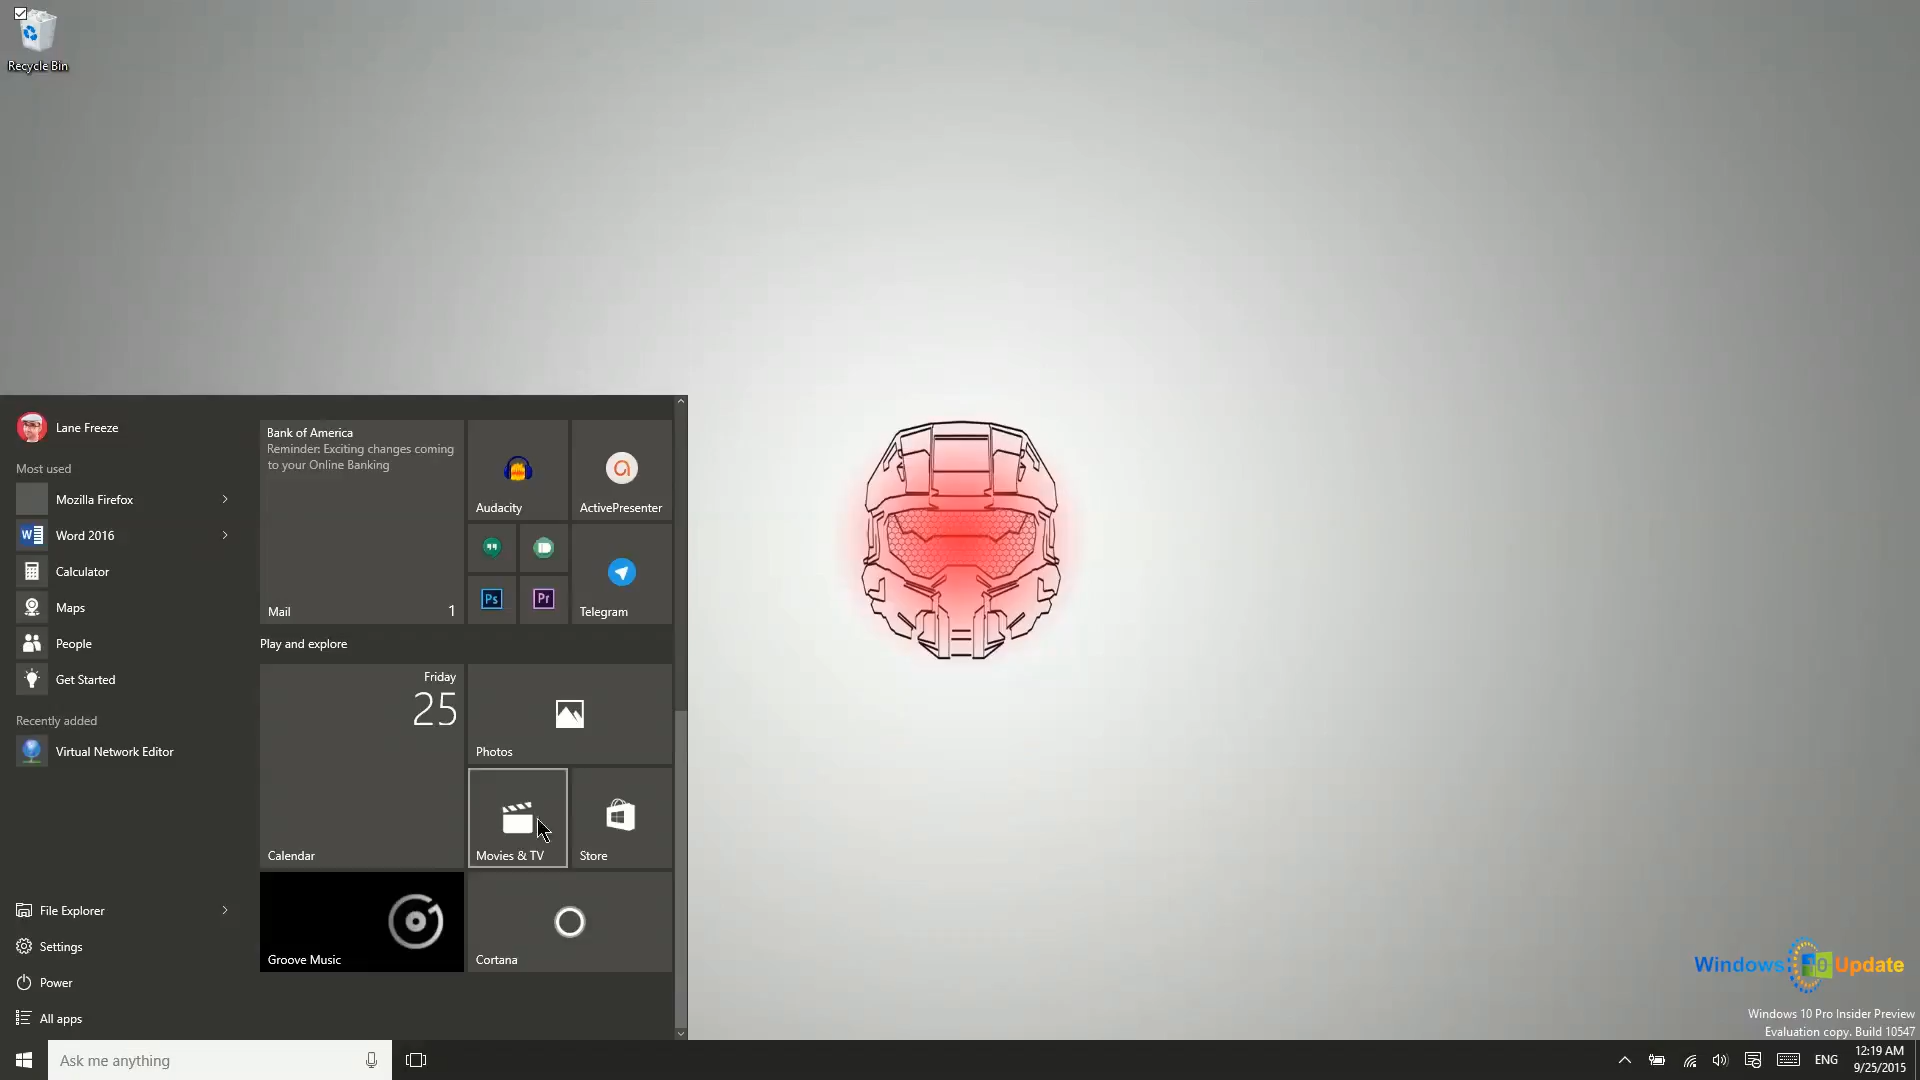 Recycle Bin
Lane Freeze
Most used
Mozilla Firefox
Word 2016
Calculator
Maps
People
Get Started
Recently added
Virtual Network Editor
File Explorer
Settings
Power
All apps
Bank of America
Reminder: Exciting changes coming
to your Online Banking
Mail 1
Audacity
ActivePresenter
Ps
Pr
Telegram
Play and explore
Friday
25
Calendar
Photos
Movies & TV
Store
Groove Music
Cortana
Windows 10 Update
Windows 10 Pro Insider Preview
Evaluation copy. Build 10547
Ask me anything
ENG
12:19 AM
9/25/2015